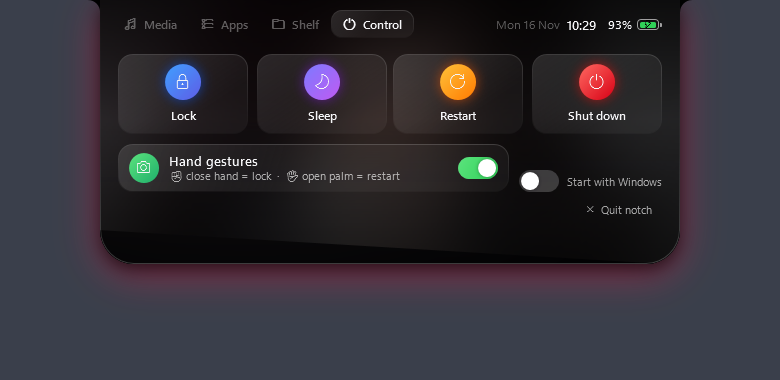 Media Apps Shelf Control Mon 16 Nov 10:29 93%
Lock Sleep Restart Shut down
Hand gestures
close hand = lock · open palm = restart
Start with Windows
× Quit notch